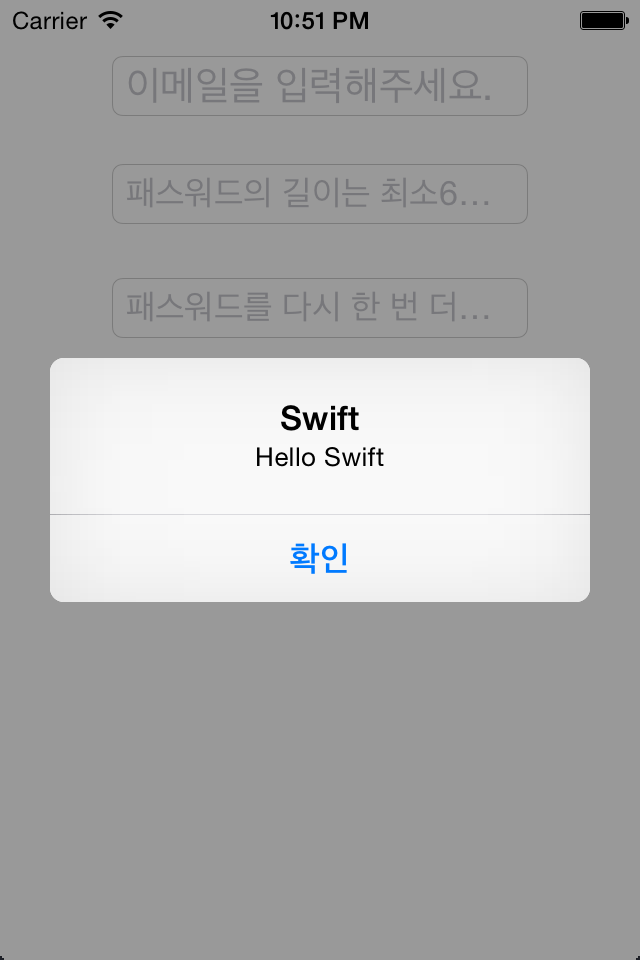 Carrier 10:51 PM
이메일을 입력해주세요.
패스워드의 길이는 최소6...
패스워드를 다시 한 번 더...
Swift
Hello Swift
확인